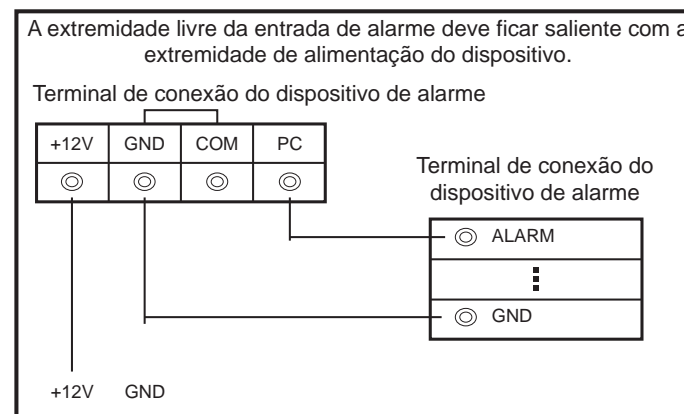 A extremidade livre da entrada de alarme deve ficar saliente com a
extremidade de alimentação do dispositivo.
Terminal de conexão do dispositivo de alarme
+12V GND COM PC
Terminal de conexão do
dispositivo de alarme
ALARM
GND
+12V GND